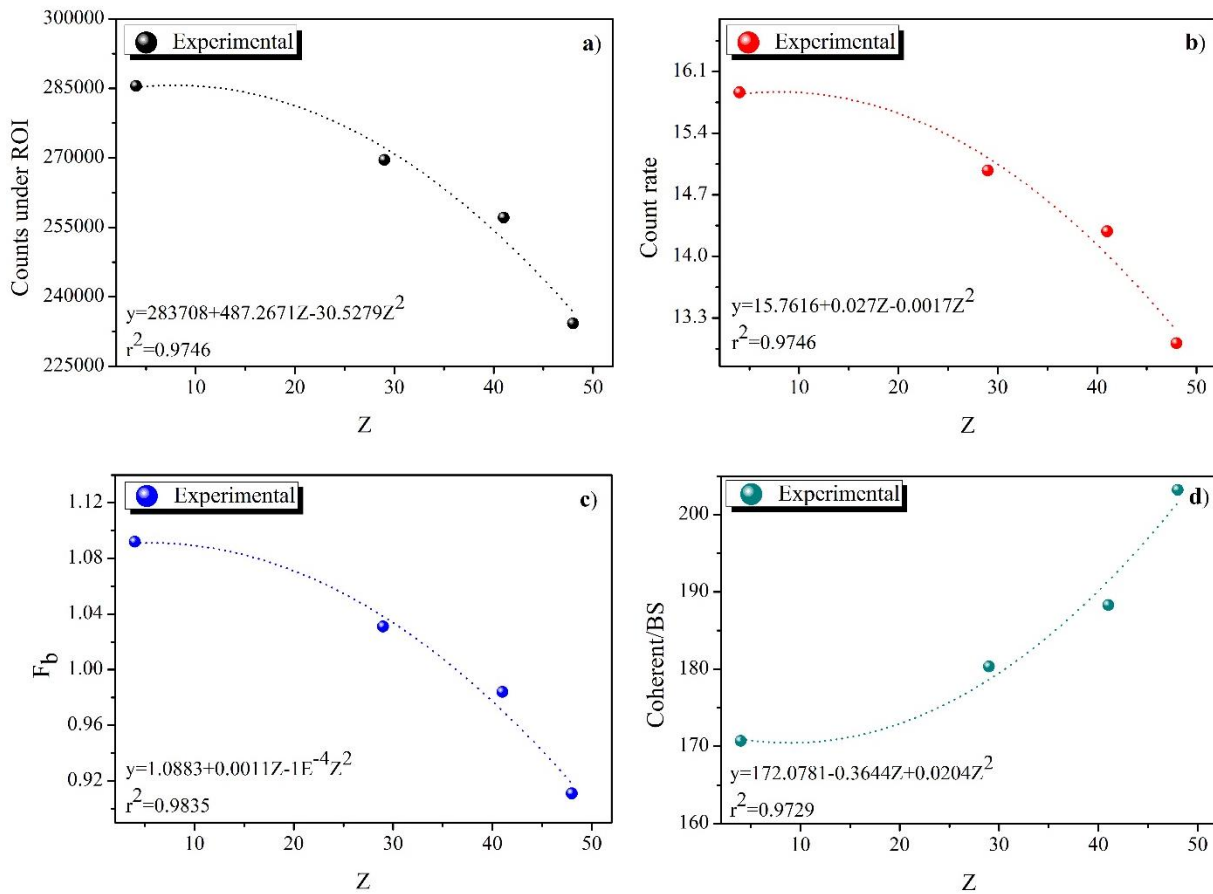 Experimental
a)
300000
285000
270000
255000
240000
225000
Counts under ROI
y=283708+487.2671Z-30.5279Z²
r²=0.9746
10 20 30 40 50
Z
Experimental
b)
16.1
15.4
14.7
14.0
13.3
Count rate
y=15.7616+0.027Z-0.0017Z²
r²=0.9746
10 20 30 40 50
Z
Experimental
c)
1.12
1.08
1.04
1.00
0.96
0.92
F_b
y=1.0883+0.0011Z-1E⁻⁴Z²
r²=0.9835
10 20 30 40 50
Z
Experimental
d)
200
190
180
170
160
Coherent/BS
y=172.0781-0.3644Z+0.0204Z²
r²=0.9729
10 20 30 40 50
Z